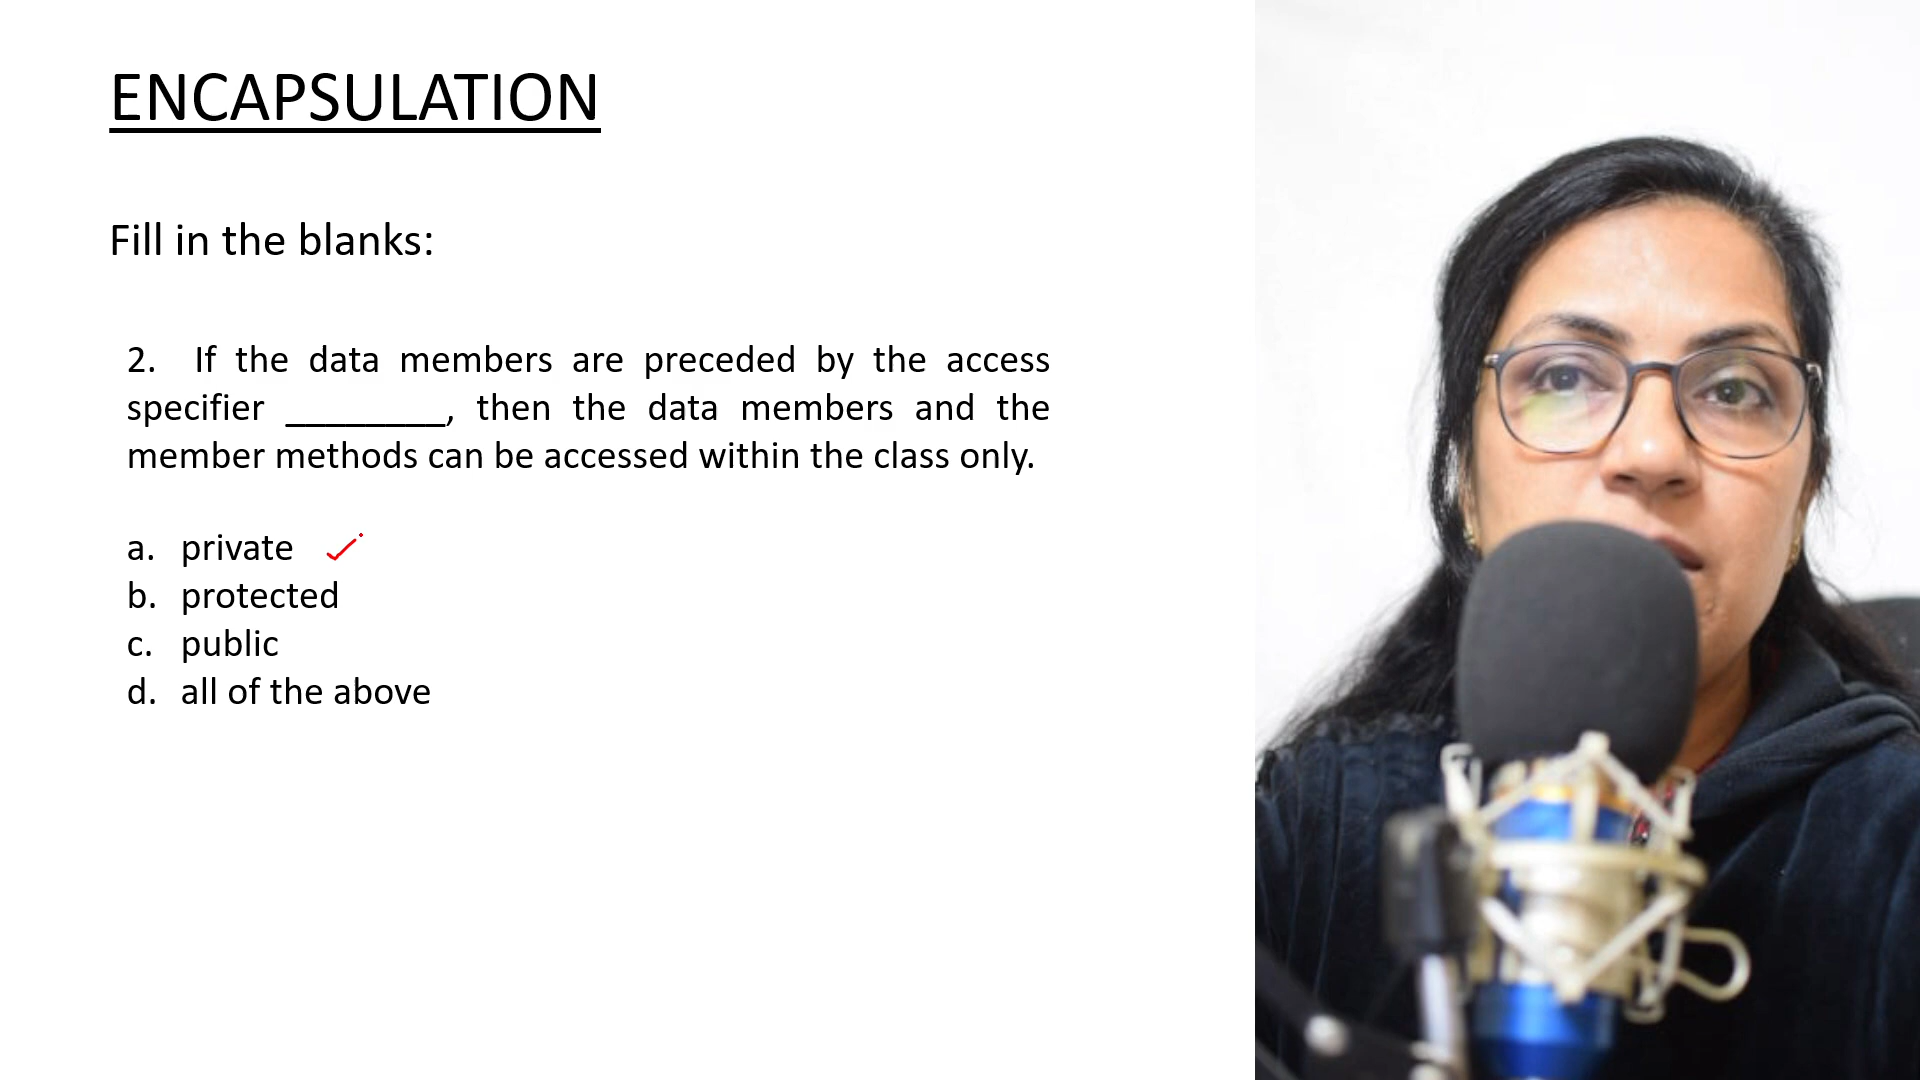 ENCAPSULATION
Fill in the blanks:
2. If the data members are preceded by the access
specifier ________, then the data members and the
member methods can be accessed within the class only.
a. private
b. protected
c. public
d. all of the above